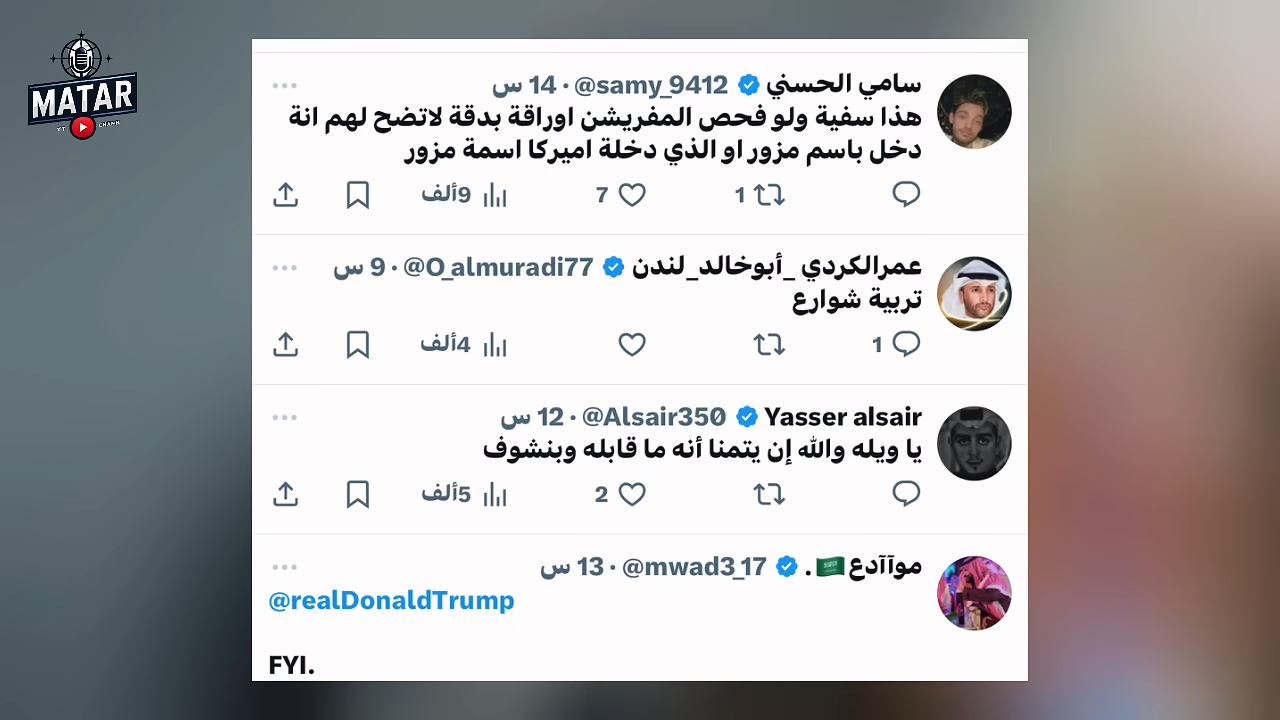 MATAR
YT CHANN
سامي الحسني @samy_9412 · 14 س
هذا سفية ولو فحص المفريشن اوراقة بدقة لاتضح لهم انة
دخل باسم مزور او الذي دخلة اميركا اسمة مزور
1 7 9ألف
عمرالكردي _أبوخالد_لندن @O_almuradi77 · 9 س
تربية شوارع
1 4ألف
Yasser alsair @Alsair350 · 12 س
يا ويله والله إن يتمنا أنه ما قابله وبنشوف
2 5ألف
موآآدع🇸🇦. @mwad3_17 · 13 س
@realDonaldTrump
FYI.